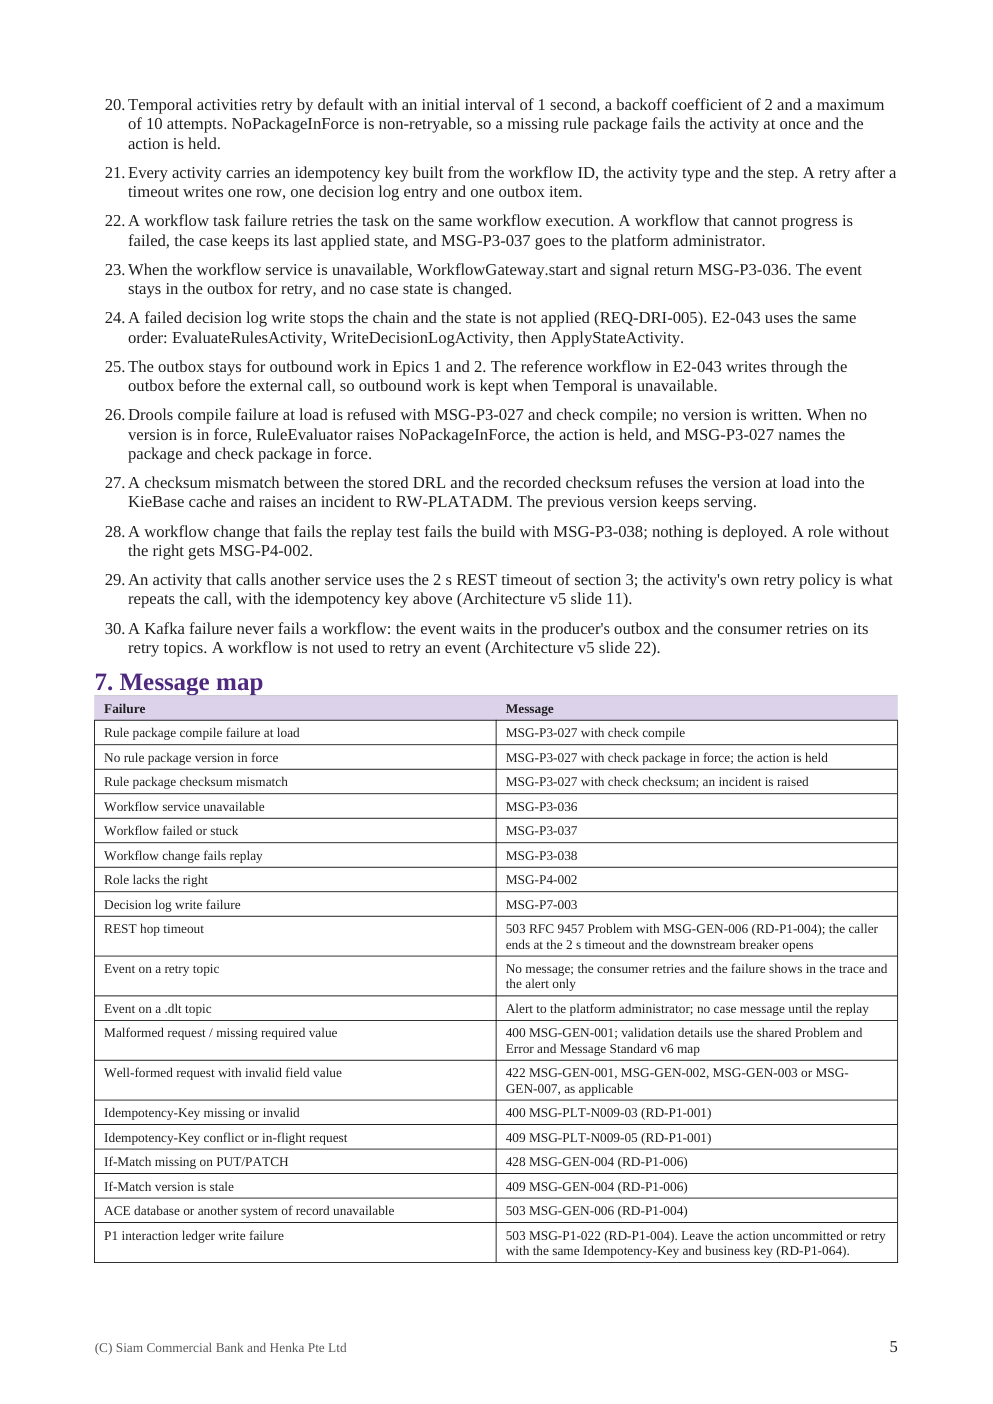 20. Temporal activities retry by default with an initial interval of 1 second, a backoff coefficient of 2 and a maximum
of 10 attempts. NoPackageInForce is non-retryable, so a missing rule package fails the activity at once and the
action is held.
21. Every activity carries an idempotency key built from the workflow ID, the activity type and the step. A retry after a
timeout writes one row, one decision log entry and one outbox item.
22. A workflow task failure retries the task on the same workflow execution. A workflow that cannot progress is
failed, the case keeps its last applied state, and MSG-P3-037 goes to the platform administrator.
23. When the workflow service is unavailable, WorkflowGateway.start and signal return MSG-P3-036. The event
stays in the outbox for retry, and no case state is changed.
24. A failed decision log write stops the chain and the state is not applied (REQ-DRI-005). E2-043 uses the same
order: EvaluateRulesActivity, WriteDecisionLogActivity, then ApplyStateActivity.
25. The outbox stays for outbound work in Epics 1 and 2. The reference workflow in E2-043 writes through the
outbox before the external call, so outbound work is kept when Temporal is unavailable.
26. Drools compile failure at load is refused with MSG-P3-027 and check compile; no version is written. When no
version is in force, RuleEvaluator raises NoPackageInForce, the action is held, and MSG-P3-027 names the
package and check package in force.
27. A checksum mismatch between the stored DRL and the recorded checksum refuses the version at load into the
KieBase cache and raises an incident to RW-PLATADM. The previous version keeps serving.
28. A workflow change that fails the replay test fails the build with MSG-P3-038; nothing is deployed. A role without
the right gets MSG-P4-002.
29. An activity that calls another service uses the 2 s REST timeout of section 3; the activity's own retry policy is what
repeats the call, with the idempotency key above (Architecture v5 slide 11).
30. A Kafka failure never fails a workflow: the event waits in the producer's outbox and the consumer retries on its
retry topics. A workflow is not used to retry an event (Architecture v5 slide 22).
7. Message map
Failure Message
Rule package compile failure at load MSG-P3-027 with check compile
No rule package version in force MSG-P3-027 with check package in force; the action is held
Rule package checksum mismatch MSG-P3-027 with check checksum; an incident is raised
Workflow service unavailable MSG-P3-036
Workflow failed or stuck MSG-P3-037
Workflow change fails replay MSG-P3-038
Role lacks the right MSG-P4-002
Decision log write failure MSG-P7-003
REST hop timeout 503 RFC 9457 Problem with MSG-GEN-006 (RD-P1-004); the caller
ends at the 2 s timeout and the downstream breaker opens
Event on a retry topic No message; the consumer retries and the failure shows in the trace and
the alert only
Event on a .dlt topic Alert to the platform administrator; no case message until the replay
Malformed request / missing required value 400 MSG-GEN-001; validation details use the shared Problem and
Error and Message Standard v6 map
Well-formed request with invalid field value 422 MSG-GEN-001, MSG-GEN-002, MSG-GEN-003 or MSG-
GEN-007, as applicable
Idempotency-Key missing or invalid 400 MSG-PLT-N009-03 (RD-P1-001)
Idempotency-Key conflict or in-flight request 409 MSG-PLT-N009-05 (RD-P1-001)
If-Match missing on PUT/PATCH 428 MSG-GEN-004 (RD-P1-006)
If-Match version is stale 409 MSG-GEN-004 (RD-P1-006)
ACE database or another system of record unavailable 503 MSG-GEN-006 (RD-P1-004)
P1 interaction ledger write failure 503 MSG-P1-022 (RD-P1-004). Leave the action uncommitted or retry
with the same Idempotency-Key and business key (RD-P1-064).
(C) Siam Commercial Bank and Henka Pte Ltd 5